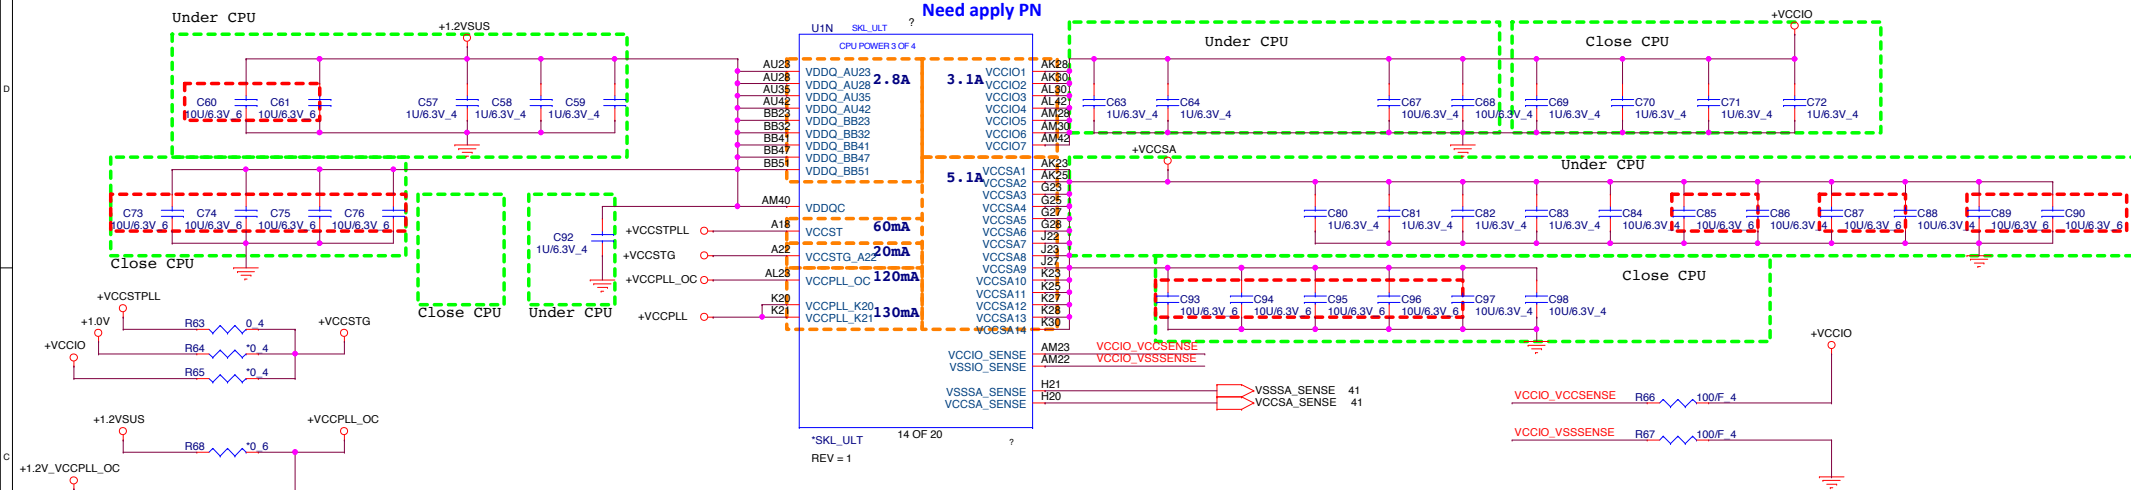 Need apply PN
Under CPU
+1.2VSUS
U1N SKL_ULT ?
CPU POWER 3 OF 4
+VCCIO
Under CPU
Close CPU
D
C60 C61 C57 C58 C59
10U/6.3V_6 10U/6.3V_6 1U/6.3V_4 1U/6.3V_4 1U/6.3V_4
AU23 VDDQ_AU23
AU28 VDDQ_AU28
AU35 VDDQ_AU35
AU42 VDDQ_AU42
BB23 VDDQ_BB23
BB32 VDDQ_BB32
BB41 VDDQ_BB41
BB47 VDDQ_BB47
BB51 VDDQ_BB51
2.8A
3.1A
VCCIO1 AK28
VCCIO2 AK30
VCCIO3 AL30
VCCIO4 AL42
VCCIO5 AM28
VCCIO6 AM30
VCCIO7 AM42
C63 C64 C67 C68 C69 C70 C71 C72
1U/6.3V_4 1U/6.3V_4 10U/6.3V_4 10U/6.3V_4 1U/6.3V_4 1U/6.3V_4 1U/6.3V_4 1U/6.3V_4
+VCCSA
Under CPU
5.1A
VCCSA1 AK23
VCCSA2 AK25
VCCSA3 G23
VCCSA4 G25
VCCSA5 G27
VCCSA6 G28
VCCSA7 J22
VCCSA8 J23
VCCSA9 J27
VCCSA10 K23
VCCSA11 K25
VCCSA12 K27
VCCSA13 K28
VCCSA14 K30
C73 C74 C75 C76
10U/6.3V_6 10U/6.3V_6 10U/6.3V_6 10U/6.3V_6
Close CPU
Close CPU
C92
1U/6.3V_4
Under CPU
AM40 VDDQC
+VCCSTPLL A18 VCCST 60mA
+VCCSTG A22 VCCSTG_A22 20mA
+VCCPLL_OC AL23 VCCPLL_OC 120mA
K20 VCCPLL_K20
+VCCPLL K21 VCCPLL_K21 130mA
C80 C81 C82 C83 C84 C85 C86 C87 C88 C89 C90
1U/6.3V_4 1U/6.3V_4 1U/6.3V_4 1U/6.3V_4 1U/6.3V_4 10U/6.3V_6 10U/6.3V_4 10U/6.3V_6 10U/6.3V_4 10U/6.3V_6 10U/6.3V_6
Close CPU
C93 C94 C95 C96 C97 C98
10U/6.3V_6 10U/6.3V_6 10U/6.3V_6 10U/6.3V_6 10U/6.3V_4 10U/6.3V_4
+VCCSTPLL
+1.0V
+VCCIO
R63 0_4
R64 *0_4
R65 *0_4
+VCCSTG
VCCIO_SENSE AM23 VCCIO_VCCSENSE
VSSIO_SENSE AM22 VCCIO_VSSSENSE
VSSSA_SENSE H21 VSSSA_SENSE 41
VCCSA_SENSE H20 VCCSA_SENSE 41
+VCCIO
VCCIO_VCCSENSE R66 100/F_4
VCCIO_VSSSENSE R67 100/F_4
+1.2VSUS
R68 *0_6
+VCCPLL_OC
+1.2V_VCCPLL_OC
C
*SKL_ULT 14 OF 20 ?
REV = 1